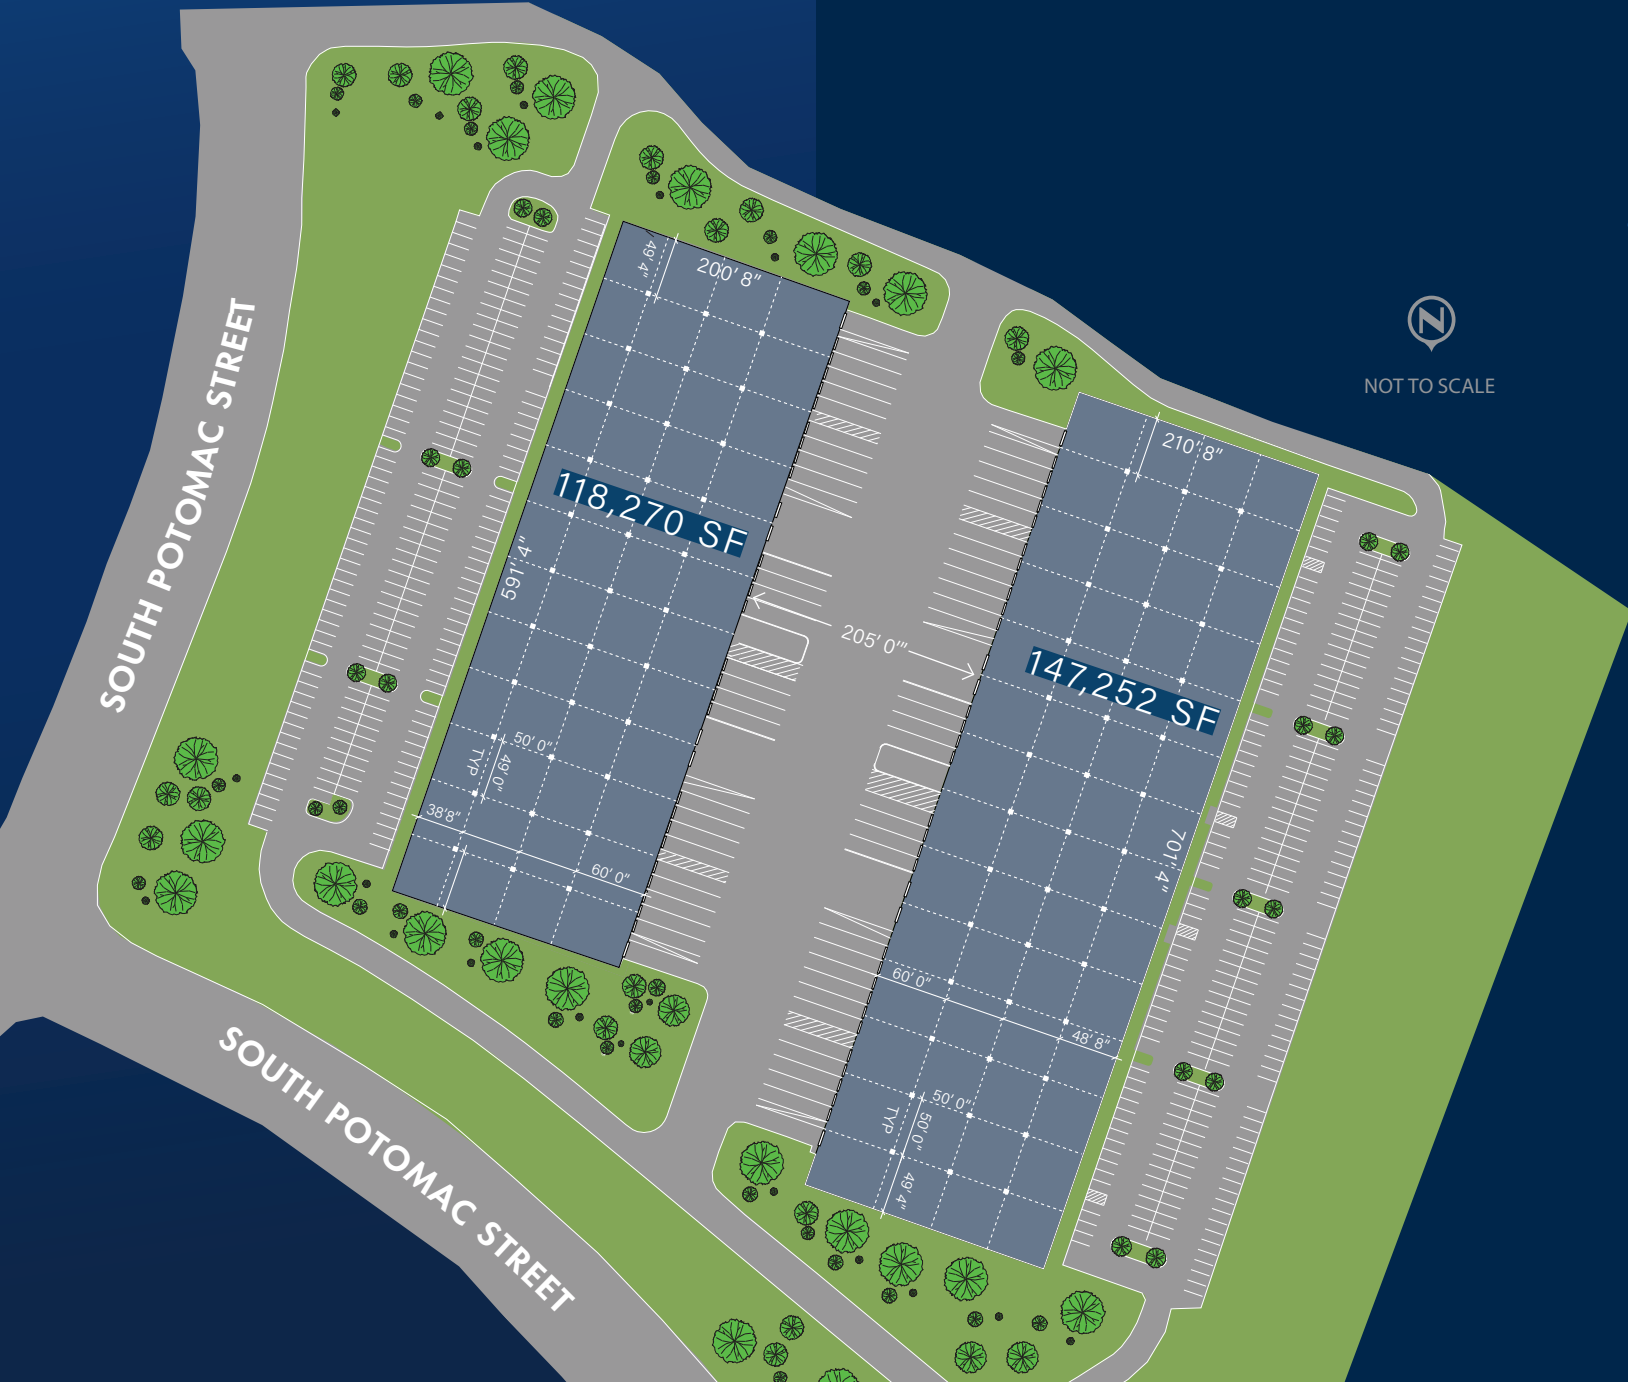 49' 4"
200' 8"
N
NOT TO SCALE
SOUTH POTOMAC STREET
210' 8"
118,270 SF
591' 4"
205' 0"'
147,252 SF
50' 0"
TYP
49' 0"
38'8"
60' 0"
701' 4"
60' 0"
48' 8"
50' 0"
TYP
50' 0"
49' 4"
SOUTH POTOMAC STREET